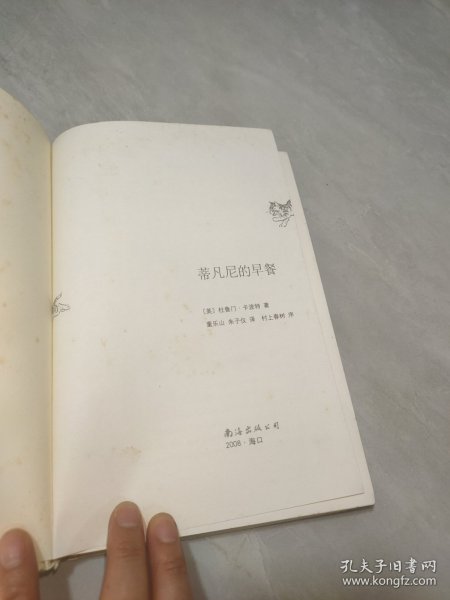 蒂凡尼的早餐
〔美〕杜鲁门·卡波特 著
董乐山 朱子仪 译 村上春树 序
南海出版公司
2008·海口
孔夫子旧书网
www.kongfz.com